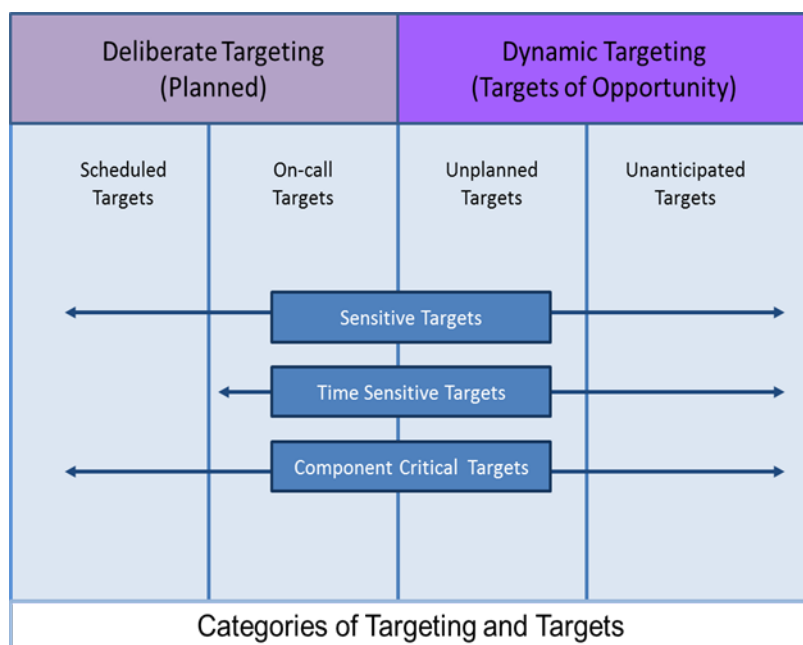 Deliberate Targeting
(Planned)
Dynamic Targeting
(Targets of Opportunity)
Scheduled
Targets
On-call
Targets
Unplanned
Targets
Unanticipated
Targets
Sensitive Targets
Time Sensitive Targets
Component Critical Targets
Categories of Targeting and Targets